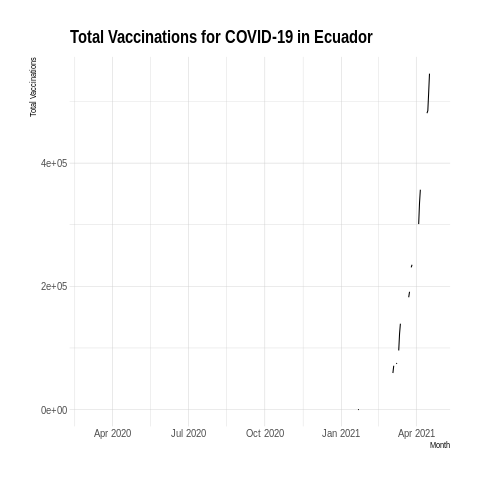 Total Vaccinations for COVID-19 in Ecuador
Total Vaccinations
4e+05
2e+05
0e+00
Apr 2020 Jul 2020 Oct 2020 Jan 2021 Apr 2021
Month